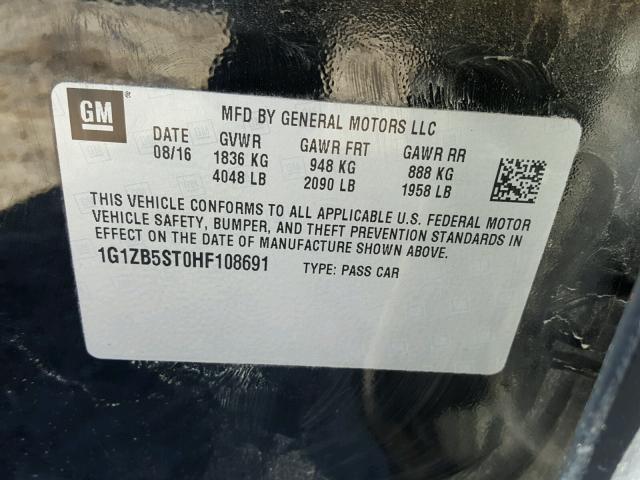 GM ®
MFD BY GENERAL MOTORS LLC
DATE GVWR GAWR FRT GAWR RR
08/16 1836 KG 948 KG 888 KG
4048 LB 2090 LB 1958 LB
THIS VEHICLE CONFORMS TO ALL APPLICABLE U.S. FEDERAL MOTOR
VEHICLE SAFETY, BUMPER, AND THEFT PREVENTION STANDARDS IN
EFFECT ON THE DATE OF MANUFACTURE SHOWN ABOVE.
1G1ZB5ST0HF108691 TYPE: PASS CAR